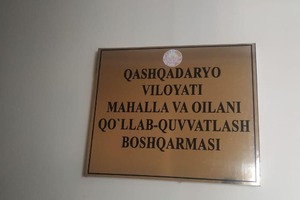 QASHQADARYO
VILOYATI
MAHALLA VA OILANI
QO`LLAB-QUVVATLASH
BOSHQARMASI